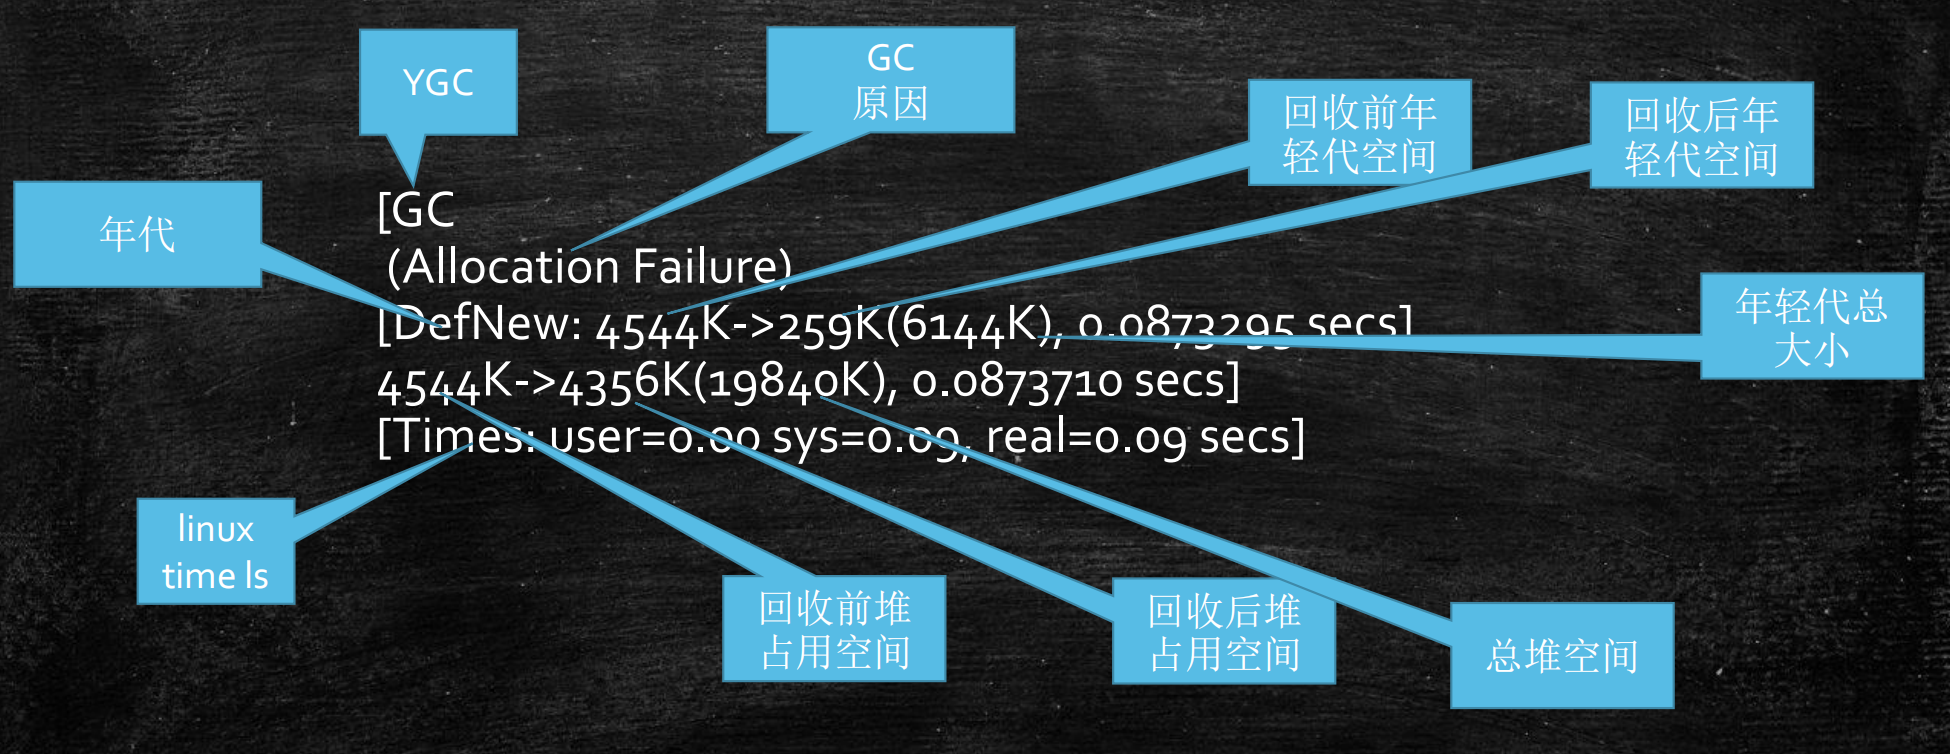 YGC
GC
原因
回收前年
轻代空间
回收后年
轻代空间
年代
[GC
(Allocation Failure)
[DefNew: 4544K->259K(6144K), 0.0873295 secs]
4544K->4356K(19840K), 0.0873710 secs]
[Times: user=0.00 sys=0.09, real=0.09 secs]
年轻代总
大小
linux
time ls
回收前堆
占用空间
回收后堆
占用空间
总堆空间